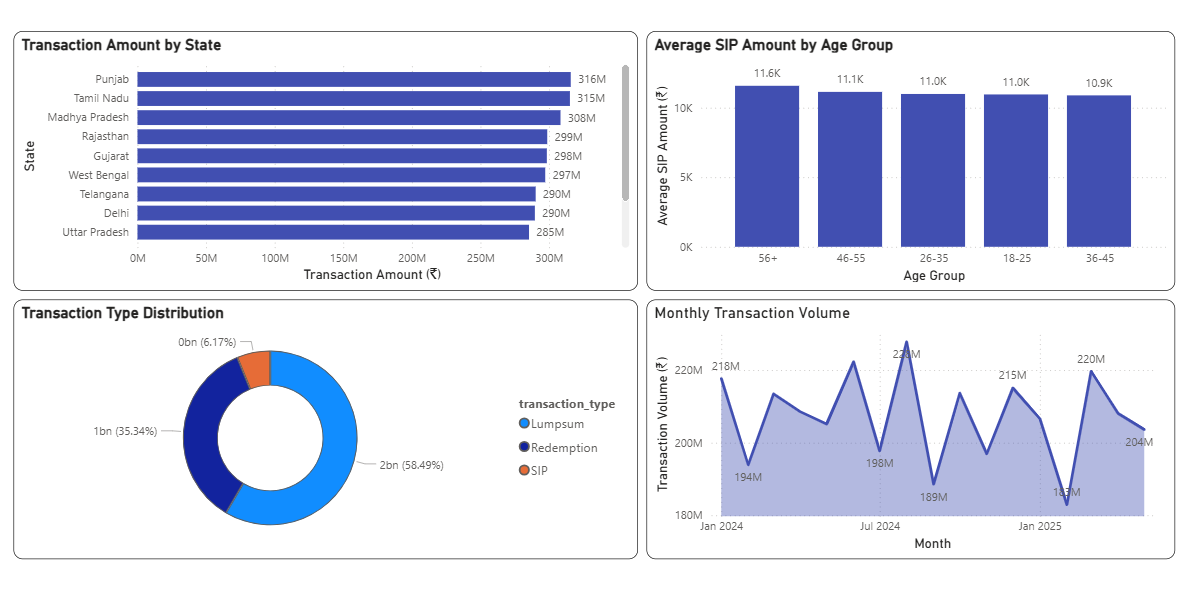 Transaction Amount by State
State
Punjab 316M
Tamil Nadu 315M
Madhya Pradesh 308M
Rajasthan 299M
Gujarat 298M
West Bengal 297M
Telangana 290M
Delhi 290M
Uttar Pradesh 285M
0M 50M 100M 150M 200M 250M 300M
Transaction Amount (₹)
Average SIP Amount by Age Group
Average SIP Amount (₹)
11.6K 11.1K 11.0K 11.0K 10.9K
10K
5K
0K
56+ 46-55 26-35 18-25 36-45
Age Group
Transaction Type Distribution
0bn (6.17%)
1bn (35.34%)
2bn (58.49%)
transaction_type
Lumpsum
Redemption
SIP
Monthly Transaction Volume
Transaction Volume (₹)
220M
200M
180M
218M
194M
198M
228M
189M
215M
183M
220M
204M
Jan 2024 Jul 2024 Jan 2025
Month